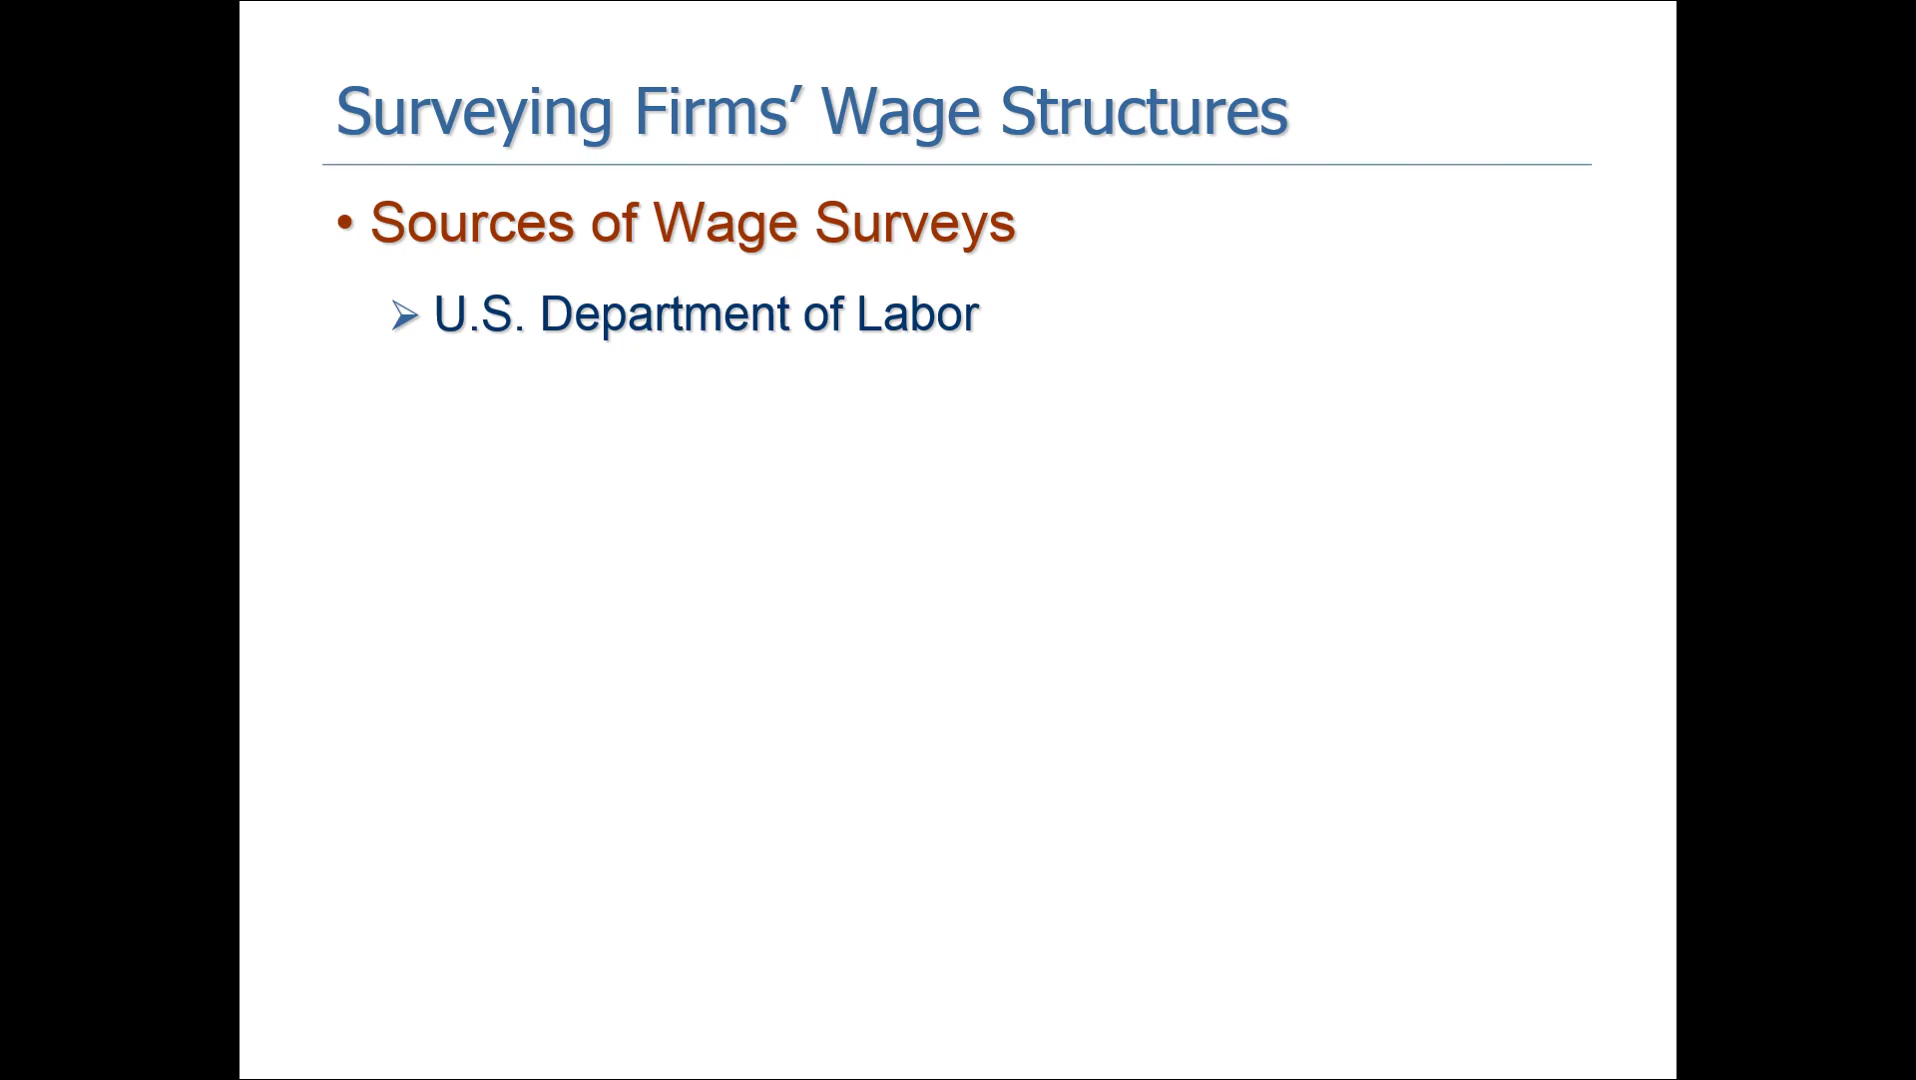 Surveying Firms’ Wage Structures
• Sources of Wage Surveys
➢ U.S. Department of Labor